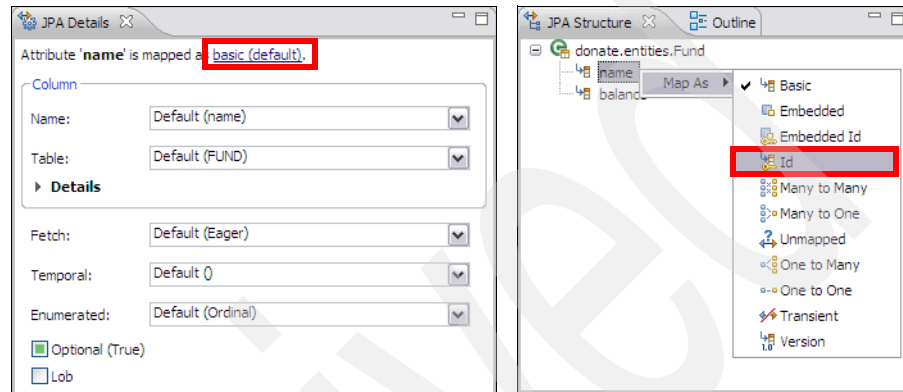 JPA Details
Attribute 'name' is mapped as basic (default).
Column
Name: Default (name)
Table: Default (FUND)
Details
Fetch: Default (Eager)
Temporal: Default ()
Enumerated: Default (Ordinal)
Optional (True)
Lob
JPA Structure Outline
donate.entities.Fund
name
balance
Map As
Basic
Embedded
Embedded Id
Id
Many to Many
Many to One
Unmapped
One to Many
One to One
Transient
1.0 Version